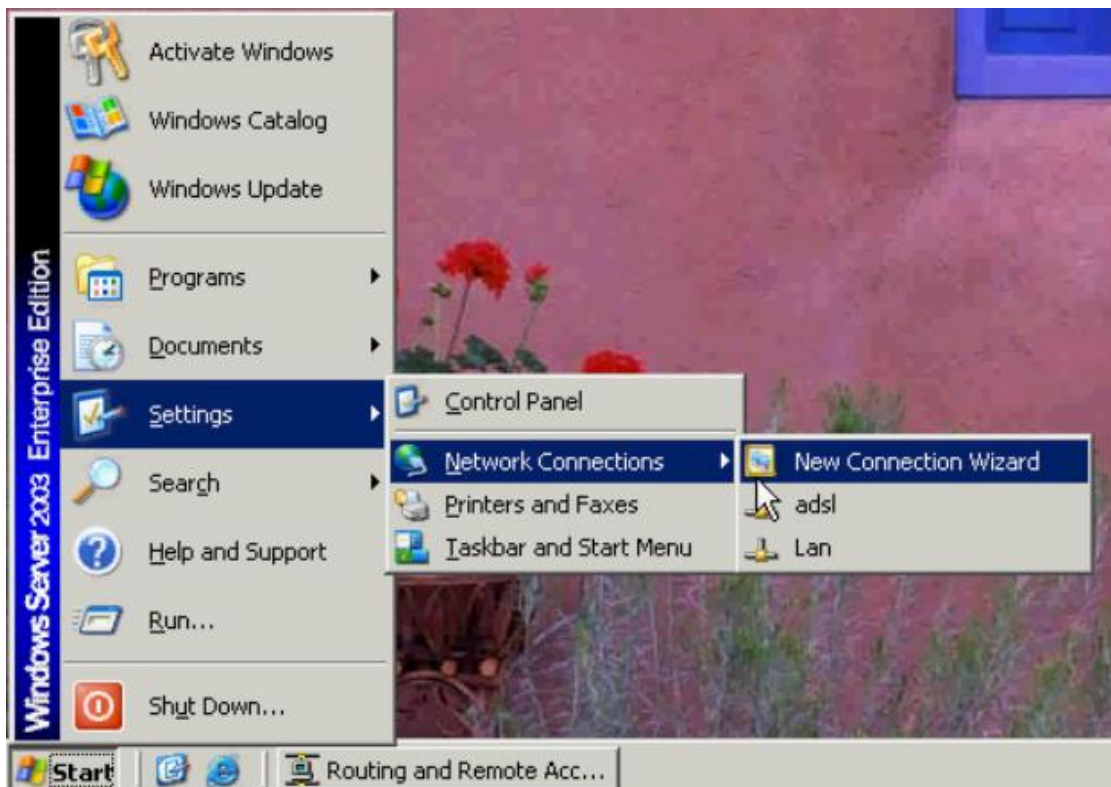 Windows Server 2003 Enterprise Edition
Activate Windows
Windows Catalog
Windows Update
Programs
Documents
Settings
Search
Help and Support
Run...
Shut Down...
Control Panel
Network Connections
Printers and Faxes
Taskbar and Start Menu
New Connection Wizard
adsl
Lan
Start
Routing and Remote Acc...